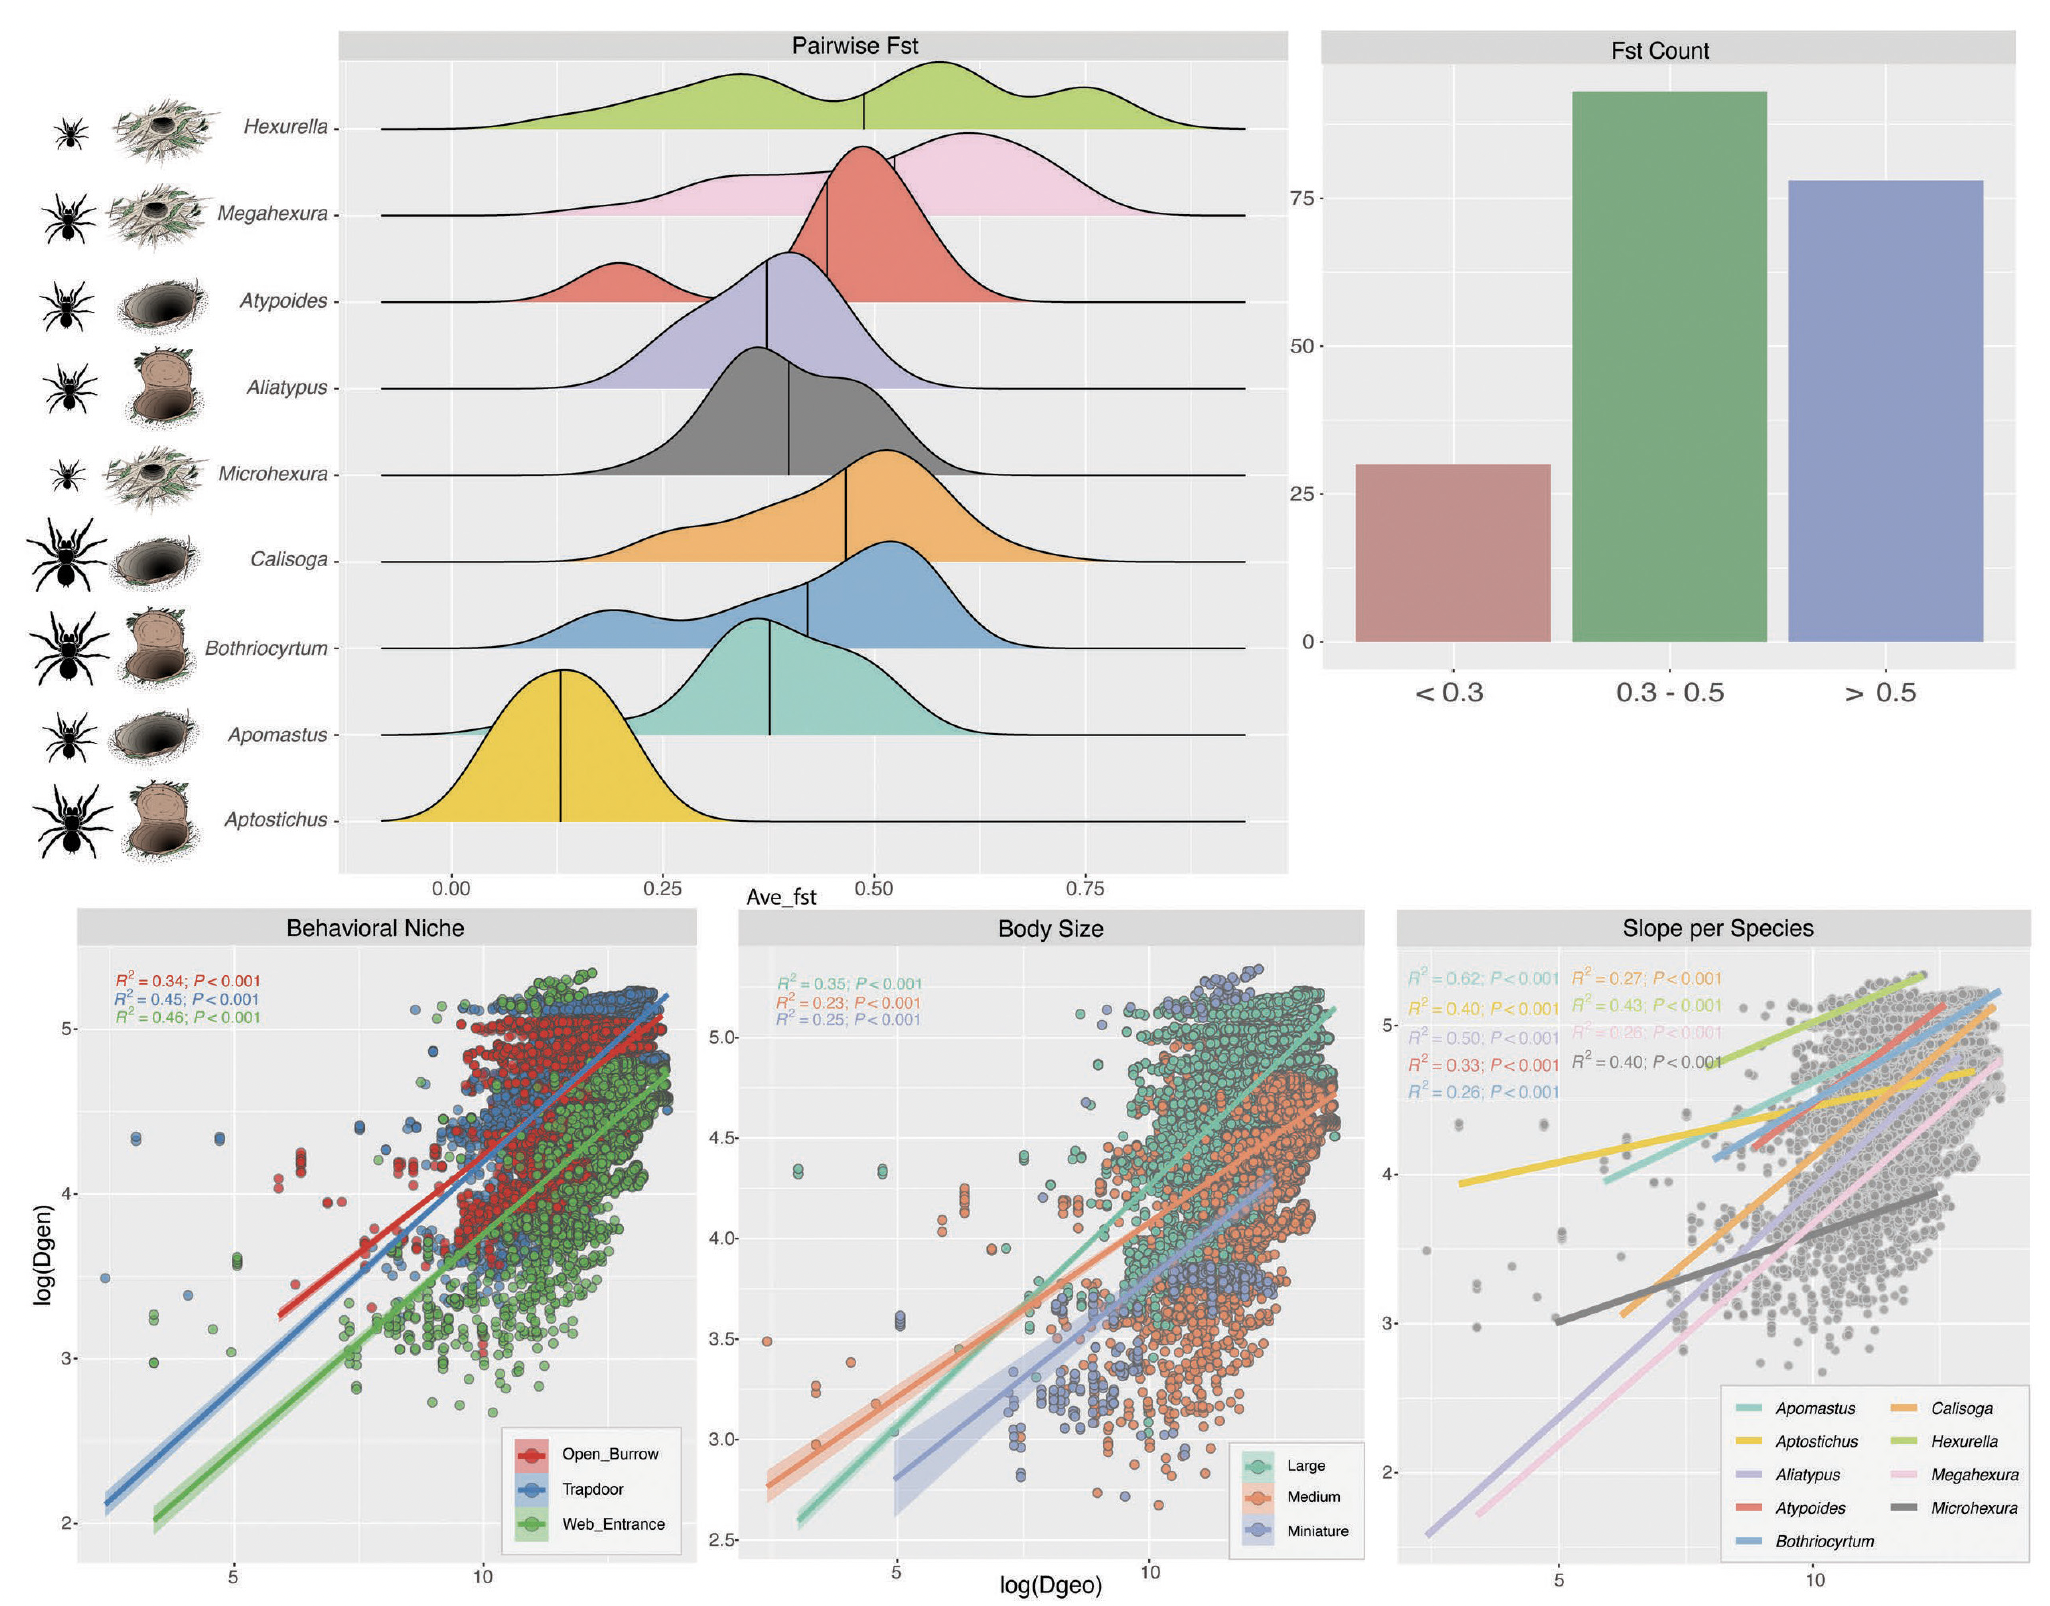 Pairwise Fst
Hexurella
Megahexura
Atypoides
Aliatypus
Microhexura
Calisoga
Bothriocyrtum
Apomastus
Aptostichus
0.00 0.25 0.50 0.75
Ave_fst
Fst Count
75
50
25
0
< 0.3 0.3 - 0.5 > 0.5
Behavioral Niche
R² = 0.34; P < 0.001
R² = 0.45; P < 0.001
R² = 0.46; P < 0.001
log(Dgen)
5
4
3
2
Open_Burrow
Trapdoor
Web_Entrance
5 10
Body Size
R² = 0.35; P < 0.001
R² = 0.23; P < 0.001
R² = 0.25; P < 0.001
5.0
4.5
4.0
3.5
3.0
2.5
Large
Medium
Miniature
5 10
log(Dgeo)
Slope per Species
R² = 0.62; P < 0.001 R² = 0.27; P < 0.001
R² = 0.40; P < 0.001 R² = 0.43; P < 0.001
R² = 0.50; P < 0.001 R² = 0.26; P < 0.001
R² = 0.33; P < 0.001 R² = 0.40; P < 0.001
R² = 0.26; P < 0.001
5
4
3
2
Apomastus Calisoga
Aptostichus Hexurella
Aliatypus Megahexura
Atypoides Microhexura
Bothriocyrtum
5 10